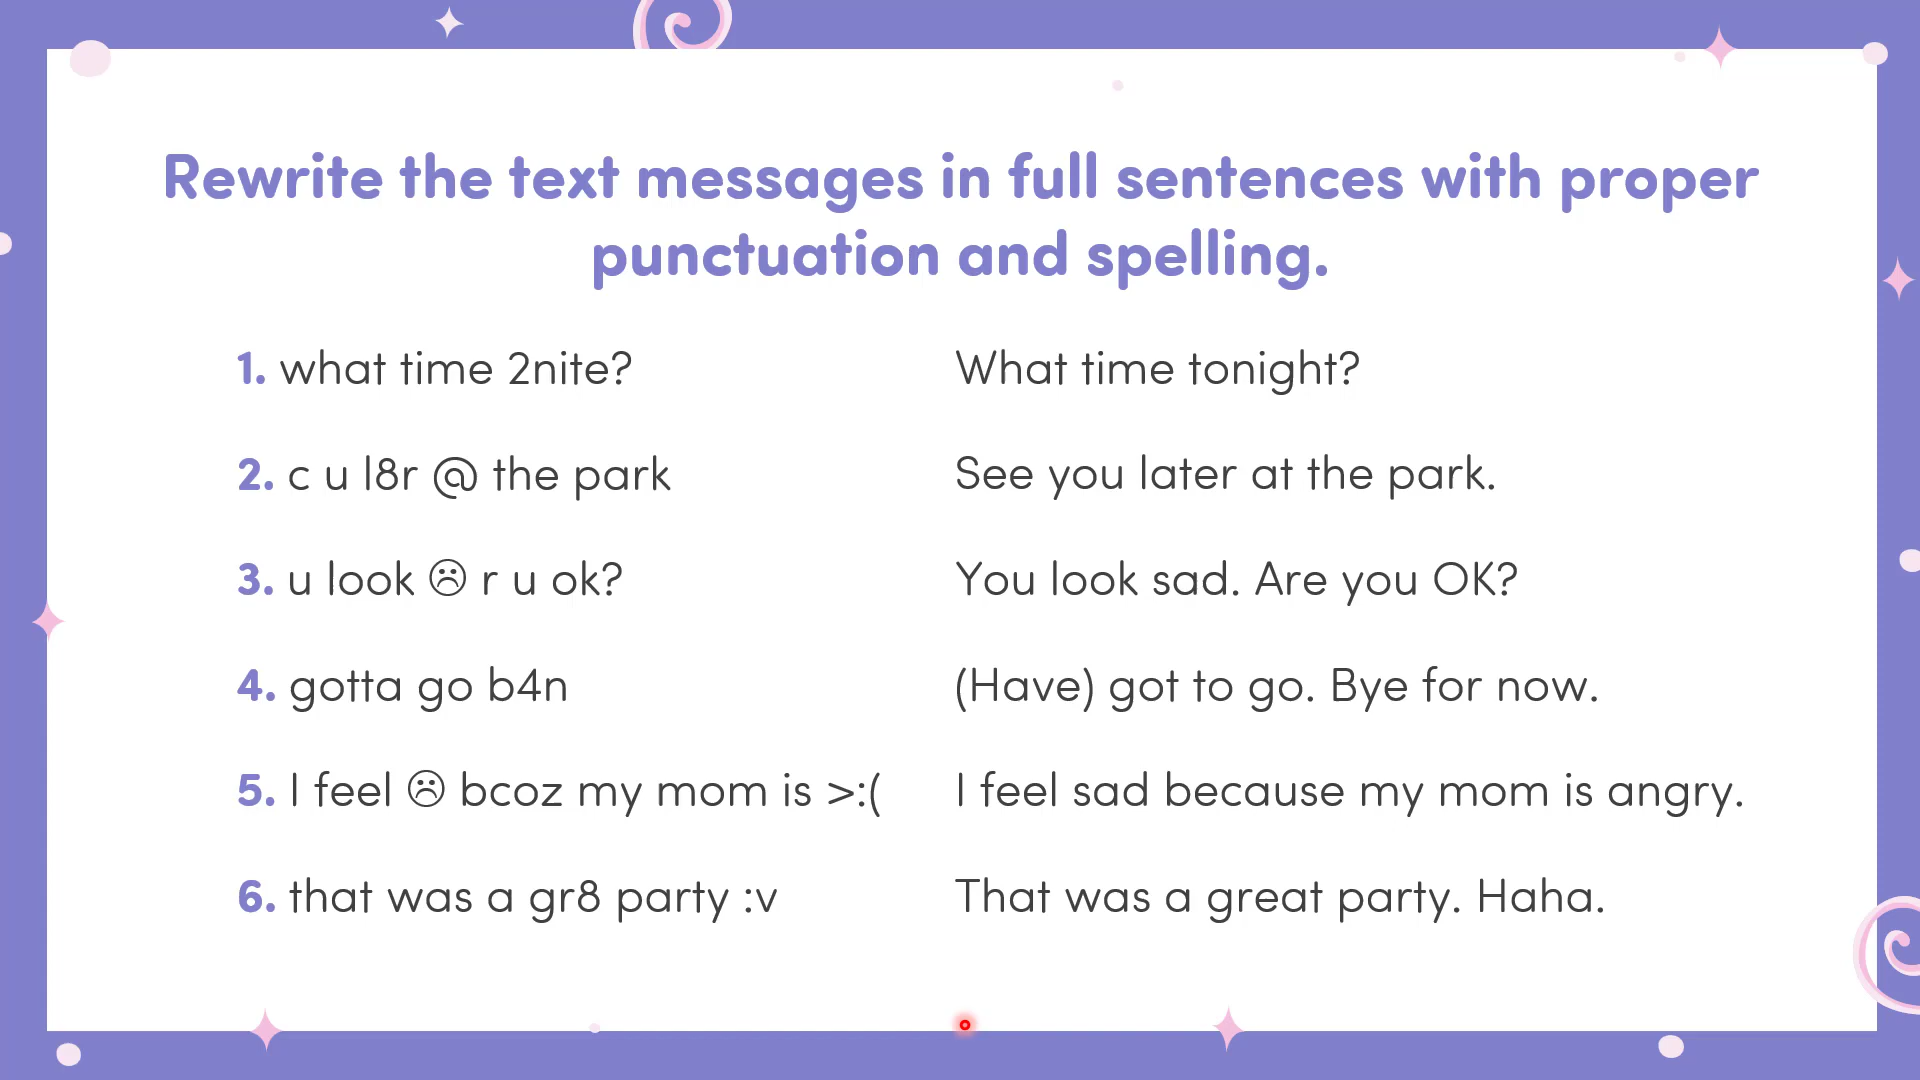 Rewrite the text messages in full sentences with proper
punctuation and spelling.
1. what time 2nite? What time tonight?
2. c u l8r @ the park See you later at the park.
3. u look ☹ r u ok? You look sad. Are you OK?
4. gotta go b4n (Have) got to go. Bye for now.
5. I feel ☹ bcoz my mom is >:( I feel sad because my mom is angry.
6. that was a gr8 party :v That was a great party. Haha.